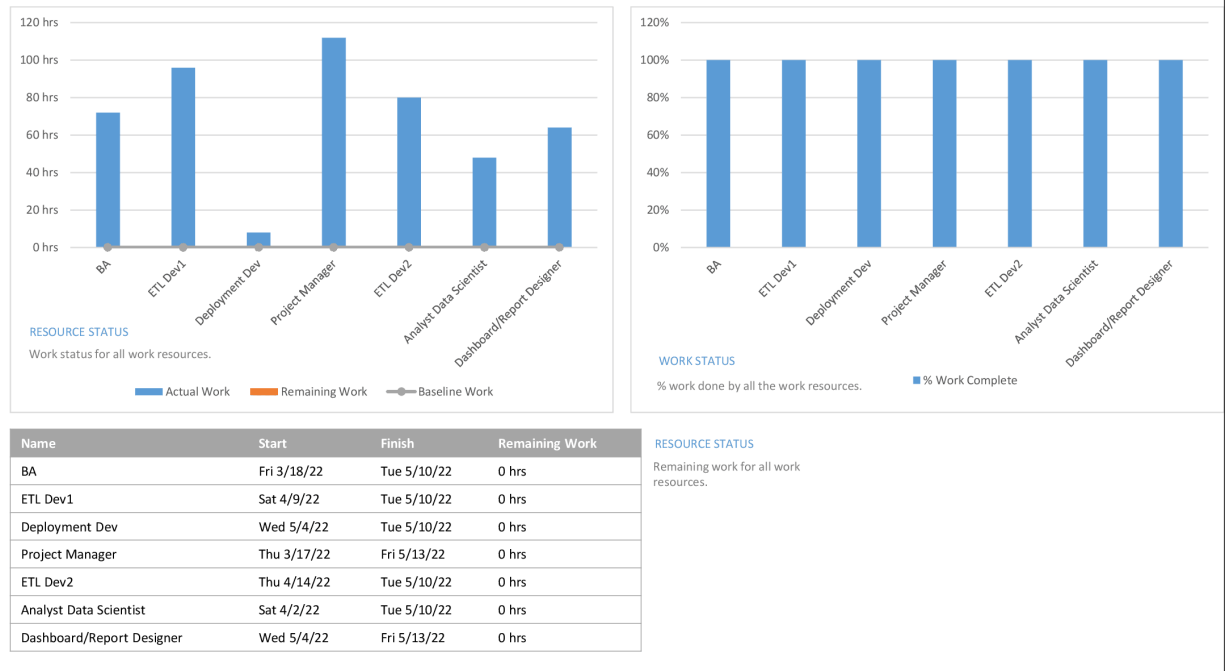 120 hrs
100 hrs
80 hrs
60 hrs
40 hrs
20 hrs
0 hrs
BA
ETL Dev1
Deployment Dev
Project Manager
ETL Dev2
Analyst Data Scientist
Dashboard/Report Designer
RESOURCE STATUS
Work status for all work resources.
Actual Work Remaining Work Baseline Work
120%
100%
80%
60%
40%
20%
0%
BA
ETL Dev1
Deployment Dev
Project Manager
ETL Dev2
Analyst Data Scientist
Dashboard/Report Designer
WORK STATUS
% work done by all the work resources.
% Work Complete
Name Start Finish Remaining Work
BA Fri 3/18/22 Tue 5/10/22 0 hrs
ETL Dev1 Sat 4/9/22 Tue 5/10/22 0 hrs
Deployment Dev Wed 5/4/22 Tue 5/10/22 0 hrs
Project Manager Thu 3/17/22 Fri 5/13/22 0 hrs
ETL Dev2 Thu 4/14/22 Tue 5/10/22 0 hrs
Analyst Data Scientist Sat 4/2/22 Tue 5/10/22 0 hrs
Dashboard/Report Designer Wed 5/4/22 Fri 5/13/22 0 hrs
RESOURCE STATUS
Remaining work for all work
resources.